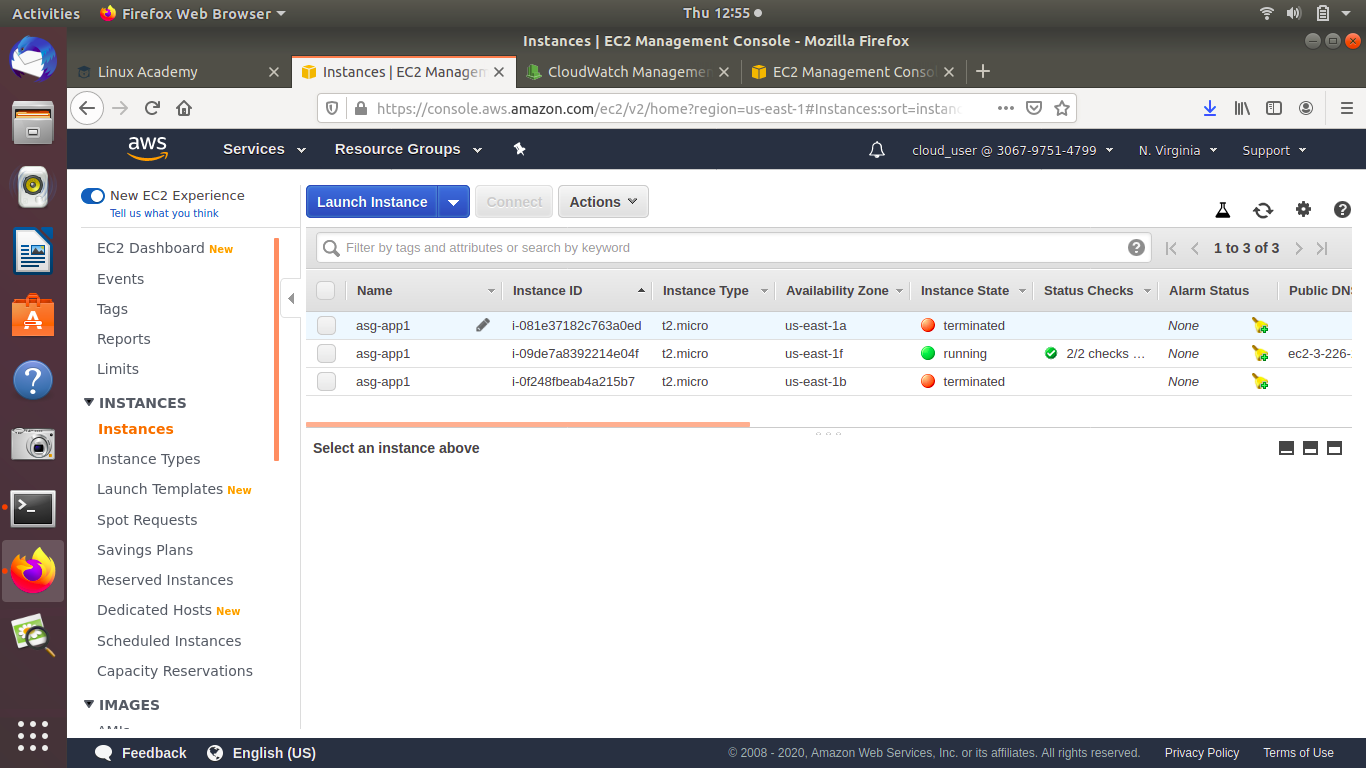 Activities Firefox Web Browser Thu 12:55
Instances | EC2 Management Console - Mozilla Firefox
Linux Academy Instances | EC2 Managem CloudWatch Managemen EC2 Management Conso
https://console.aws.amazon.com/ec2/v2/home?region=us-east-1#Instances:sort=instanc
aws Services Resource Groups cloud_user @ 3067-9751-4799 N. Virginia Support
New EC2 Experience
Tell us what you think
EC2 Dashboard New
Events
Tags
Reports
Limits
INSTANCES
Instances
Instance Types
Launch Templates New
Spot Requests
Savings Plans
Reserved Instances
Dedicated Hosts New
Scheduled Instances
Capacity Reservations
IMAGES
AMIs
Launch Instance Connect Actions
Filter by tags and attributes or search by keyword 1 to 3 of 3
Name Instance ID Instance Type Availability Zone Instance State Status Checks Alarm Status Public DNS
asg-app1 i-081e37182c763a0ed t2.micro us-east-1a terminated None
asg-app1 i-09de7a8392214e04f t2.micro us-east-1f running 2/2 checks … None ec2-3-226-
asg-app1 i-0f248fbeab4a215b7 t2.micro us-east-1b terminated None
Select an instance above
Feedback English (US) © 2008 - 2020, Amazon Web Services, Inc. or its affiliates. All rights reserved. Privacy Policy Terms of Use